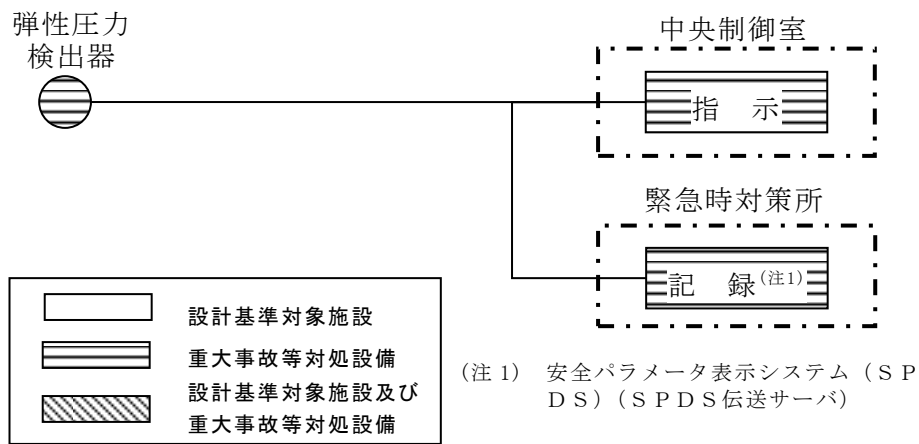 弾性圧力
検出器
中央制御室
指　示
緊急時対策所
記　録(注1)
設計基準対象施設
重大事故等対処設備
設計基準対象施設及び
重大事故等対処設備
(注 1)　安全パラメータ表示システム（ＳＰ
ＤＳ）（ＳＰＤＳ伝送サーバ）